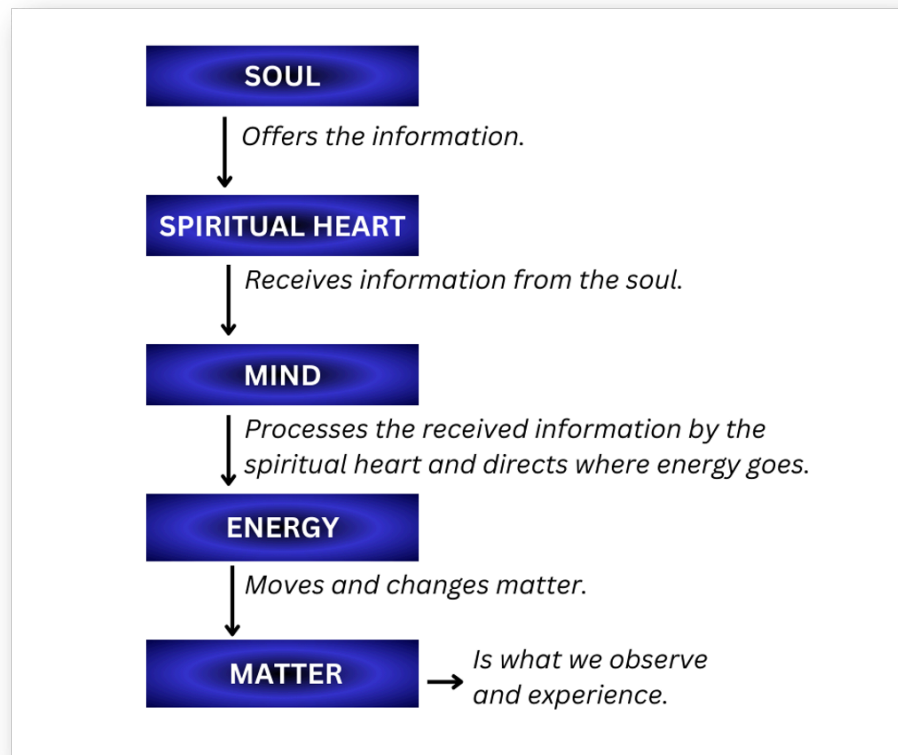 SOUL
Offers the information.
SPIRITUAL HEART
Receives information from the soul.
MIND
Processes the received information by the
spiritual heart and directs where energy goes.
ENERGY
Moves and changes matter.
MATTER
Is what we observe
and experience.